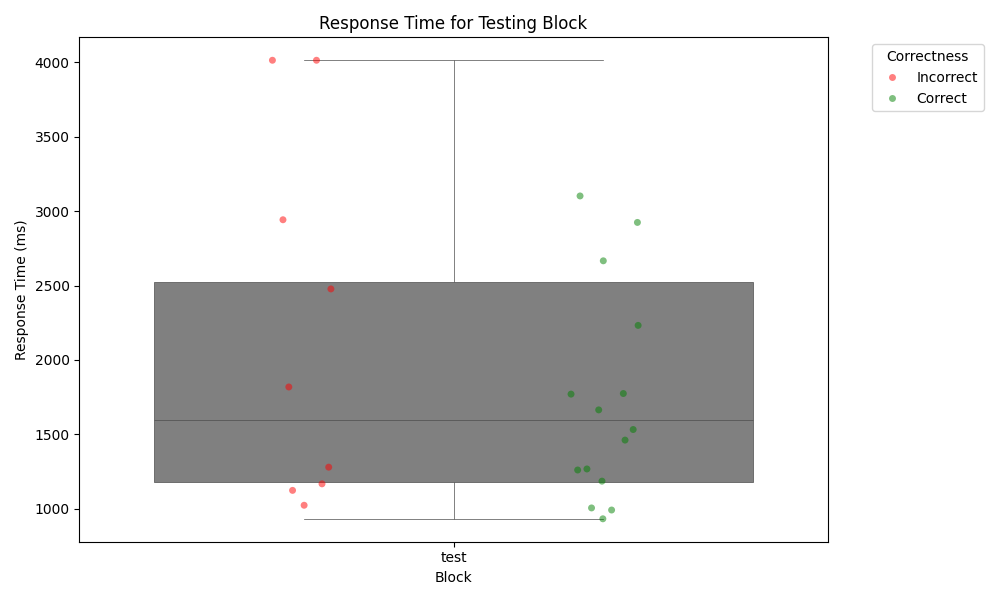 Response Time for Testing Block
Correctness
Incorrect
Correct
4000
3500
3000
2500
2000
1500
1000
Response Time (ms)
test
Block